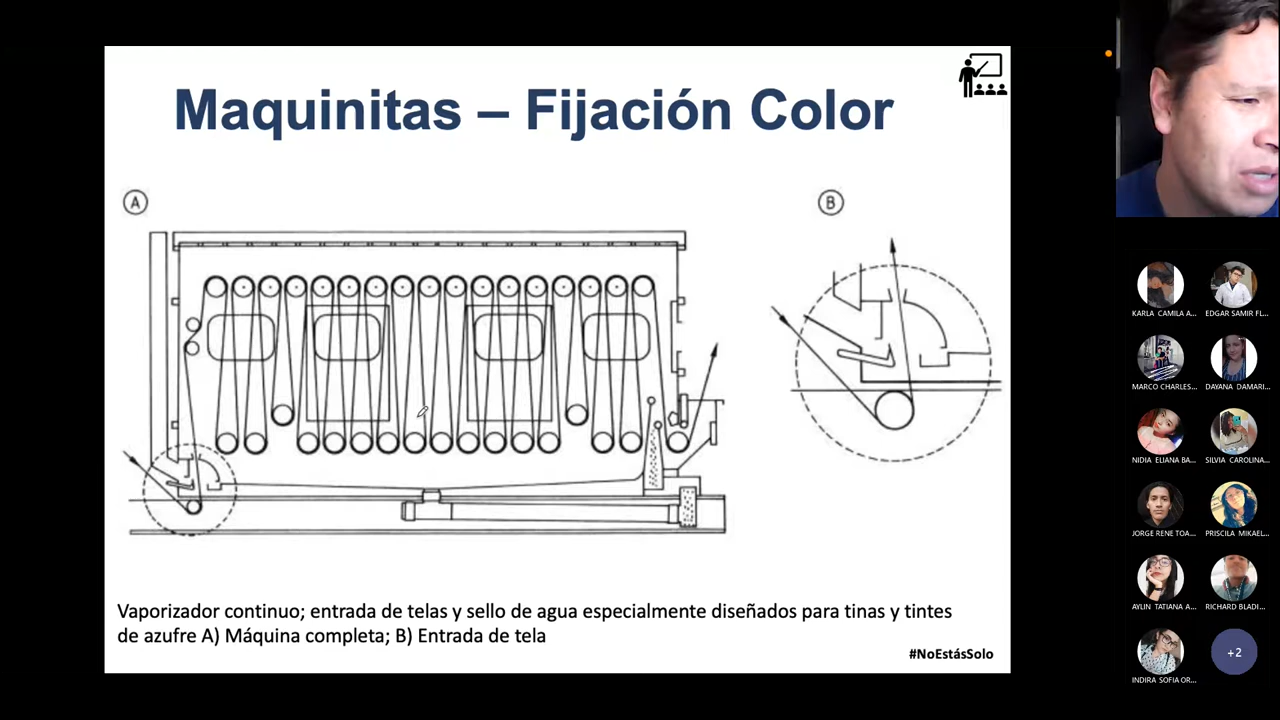 Maquinitas – Fijación Color
A
B
Vaporizador continuo; entrada de telas y sello de agua especialmente diseñados para tinas y tintes
de azufre A) Máquina completa; B) Entrada de tela
#NoEstásSolo
KARLA CAMILA A...
EDGAR SAMIR FL...
MARCO CHARLES...
DAYANA DAMARI...
NIDIA ELIANA BA...
SILVIA CAROLINA...
JORGE RENE TOA...
PRISCILA MIKAEL...
AYLIN TATIANA A...
RICHARD BLADI...
INDIRA SOFIA OR...
+2